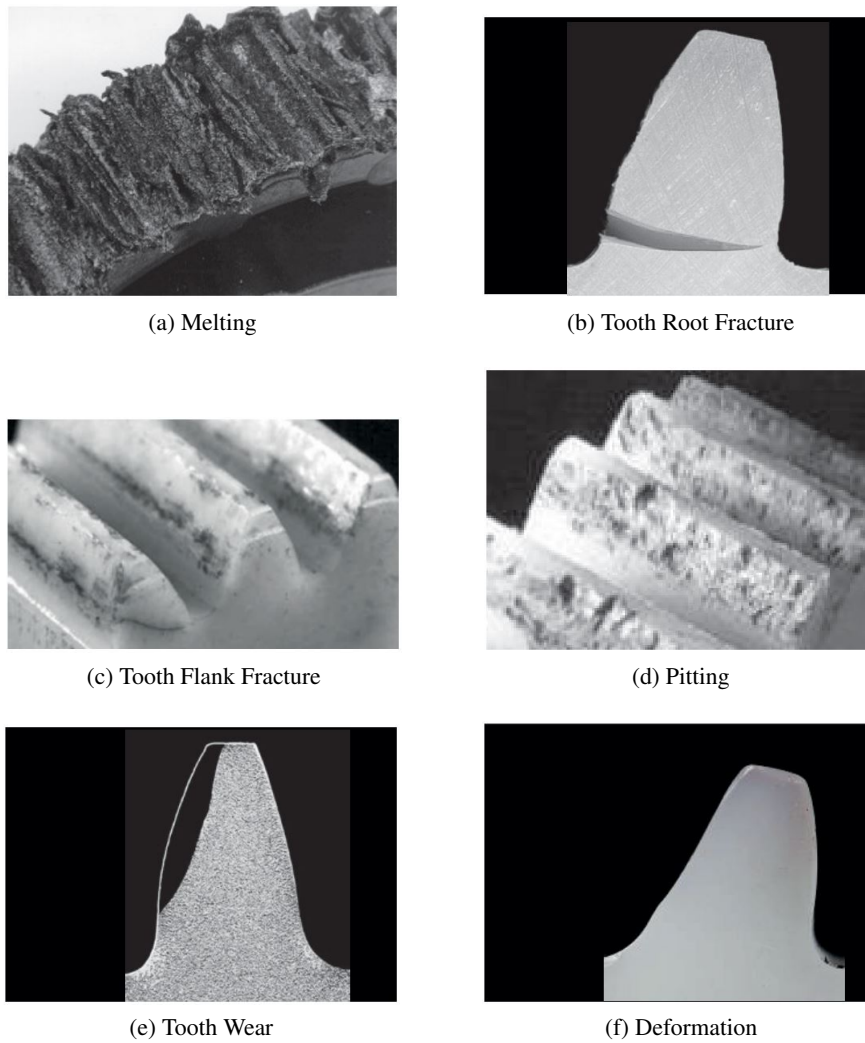 (a) Melting
(b) Tooth Root Fracture
(c) Tooth Flank Fracture
(d) Pitting
(e) Tooth Wear
(f) Deformation